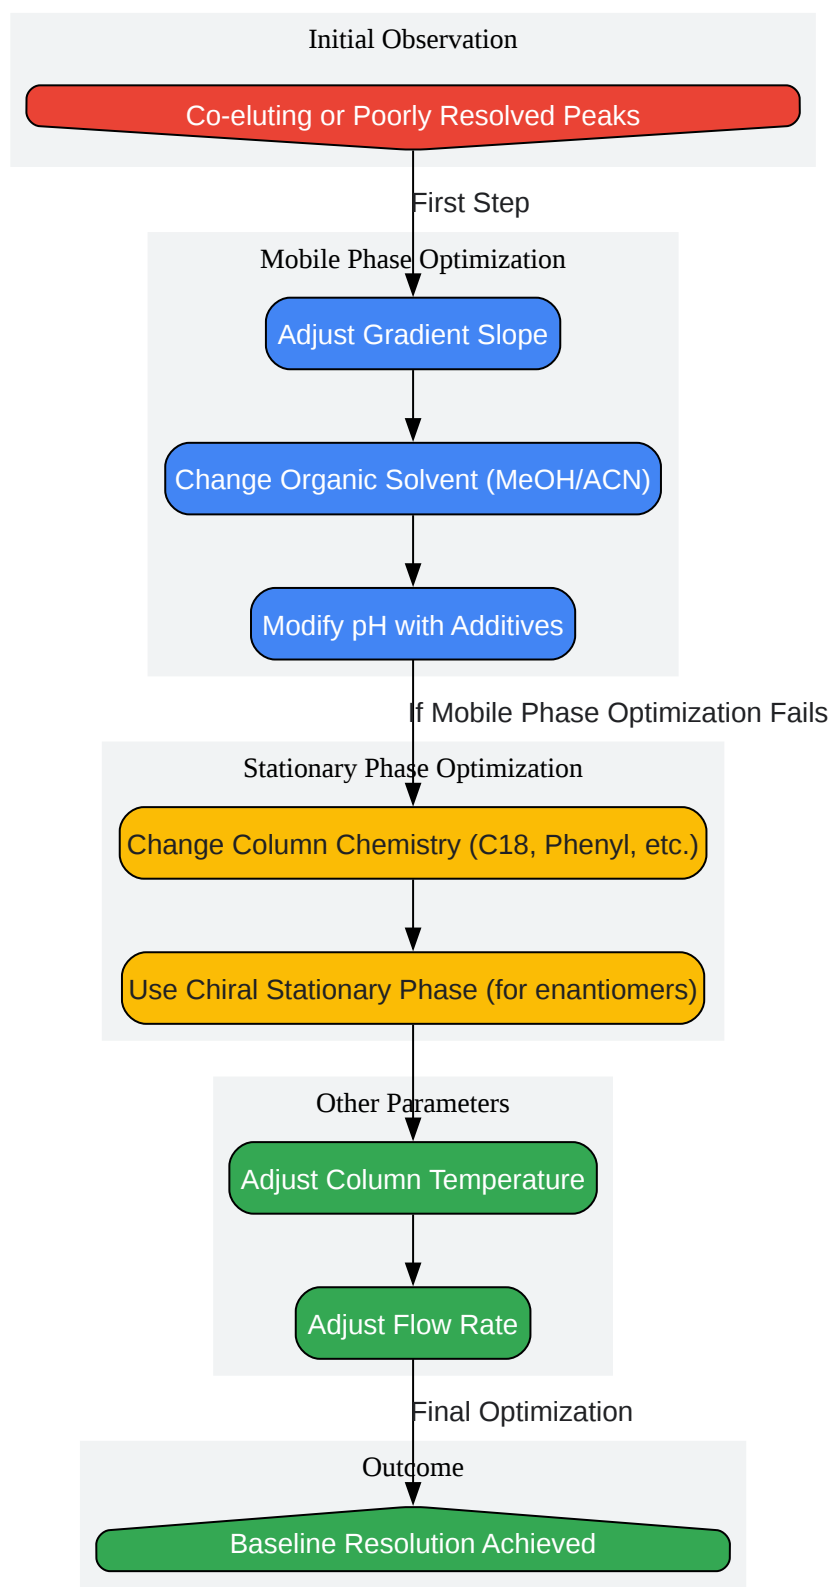 Initial Observation
Co-eluting or Poorly Resolved Peaks
First Step
Mobile Phase Optimization
Adjust Gradient Slope
Change Organic Solvent (MeOH/ACN)
Modify pH with Additives
If Mobile Phase Optimization Fails
Stationary Phase Optimization
Change Column Chemistry (C18, Phenyl, etc.)
Use Chiral Stationary Phase (for enantiomers)
Other Parameters
Adjust Column Temperature
Adjust Flow Rate
Final Optimization
Outcome
Baseline Resolution Achieved